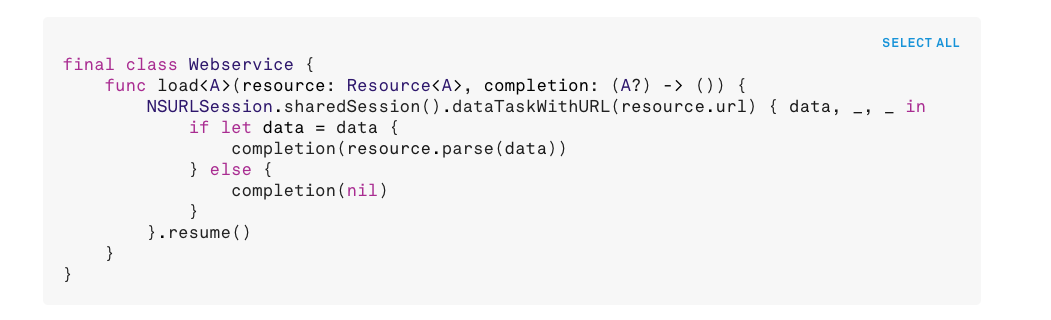 SELECT ALL
final class Webservice {
    func load<A>(resource: Resource<A>, completion: (A?) -> ()) {
        NSURLSession.sharedSession().dataTaskWithURL(resource.url) { data, _, _ in
            if let data = data {
                completion(resource.parse(data))
            } else {
                completion(nil)
            }
        }.resume()
    }
}